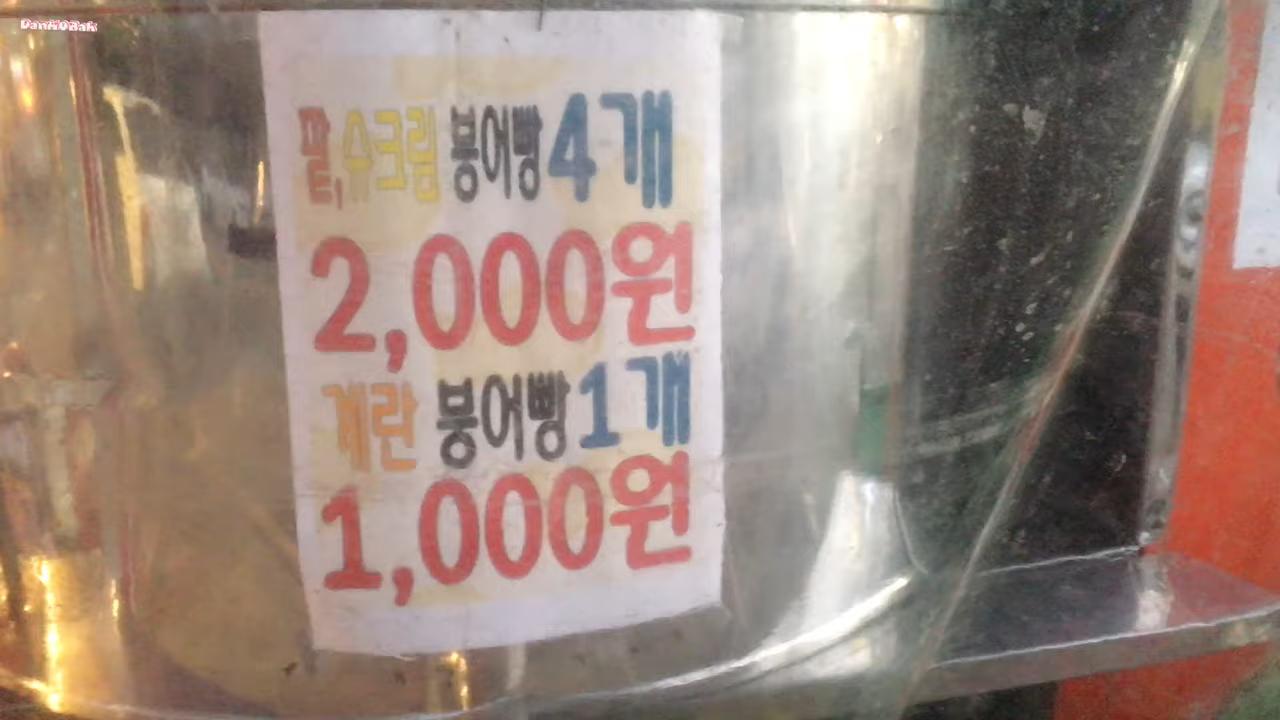 팥,슈크림 붕어빵 4개
2,000원
계란 붕어빵 1개
1,000원